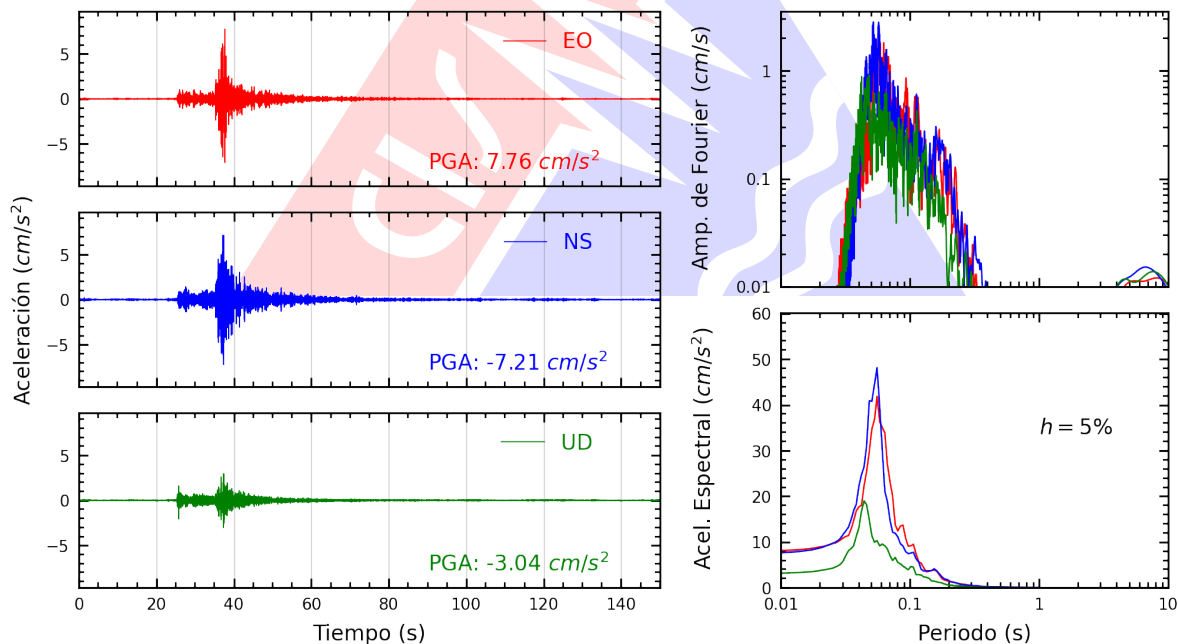 Aceleración (cm/s²)
5
0
−5
EO
PGA: 7.76 cm/s²
5
0
−5
NS
PGA: -7.21 cm/s²
5
0
−5
UD
PGA: -3.04 cm/s²
0 20 40 60 80 100 120 140
Tiempo (s)
Amp. de Fourier (cm/s)
1
0.1
0.01
Acel. Espectral (cm/s²)
60
50
40
30
20
10
0
h = 5%
0.01 0.1 1 10
Periodo (s)